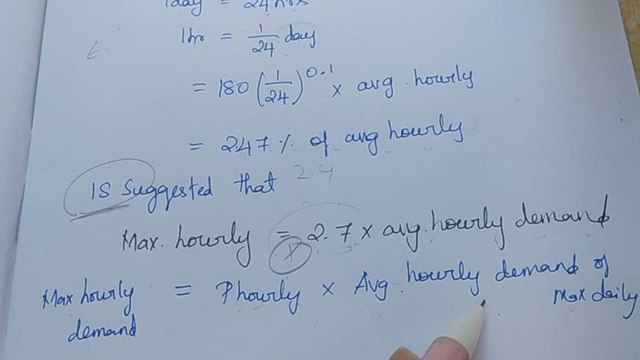 1day = 24 hrs
1hr = 1/24 day
= 180 (1/24)^0.1 x avg. hourly
= 247 % of avg hourly
2.4
IS Suggested that
Max. hourly = 2.7 x avg. hourly demand
Max hourly demand = Phourly x Avg hourly demand of Max daily